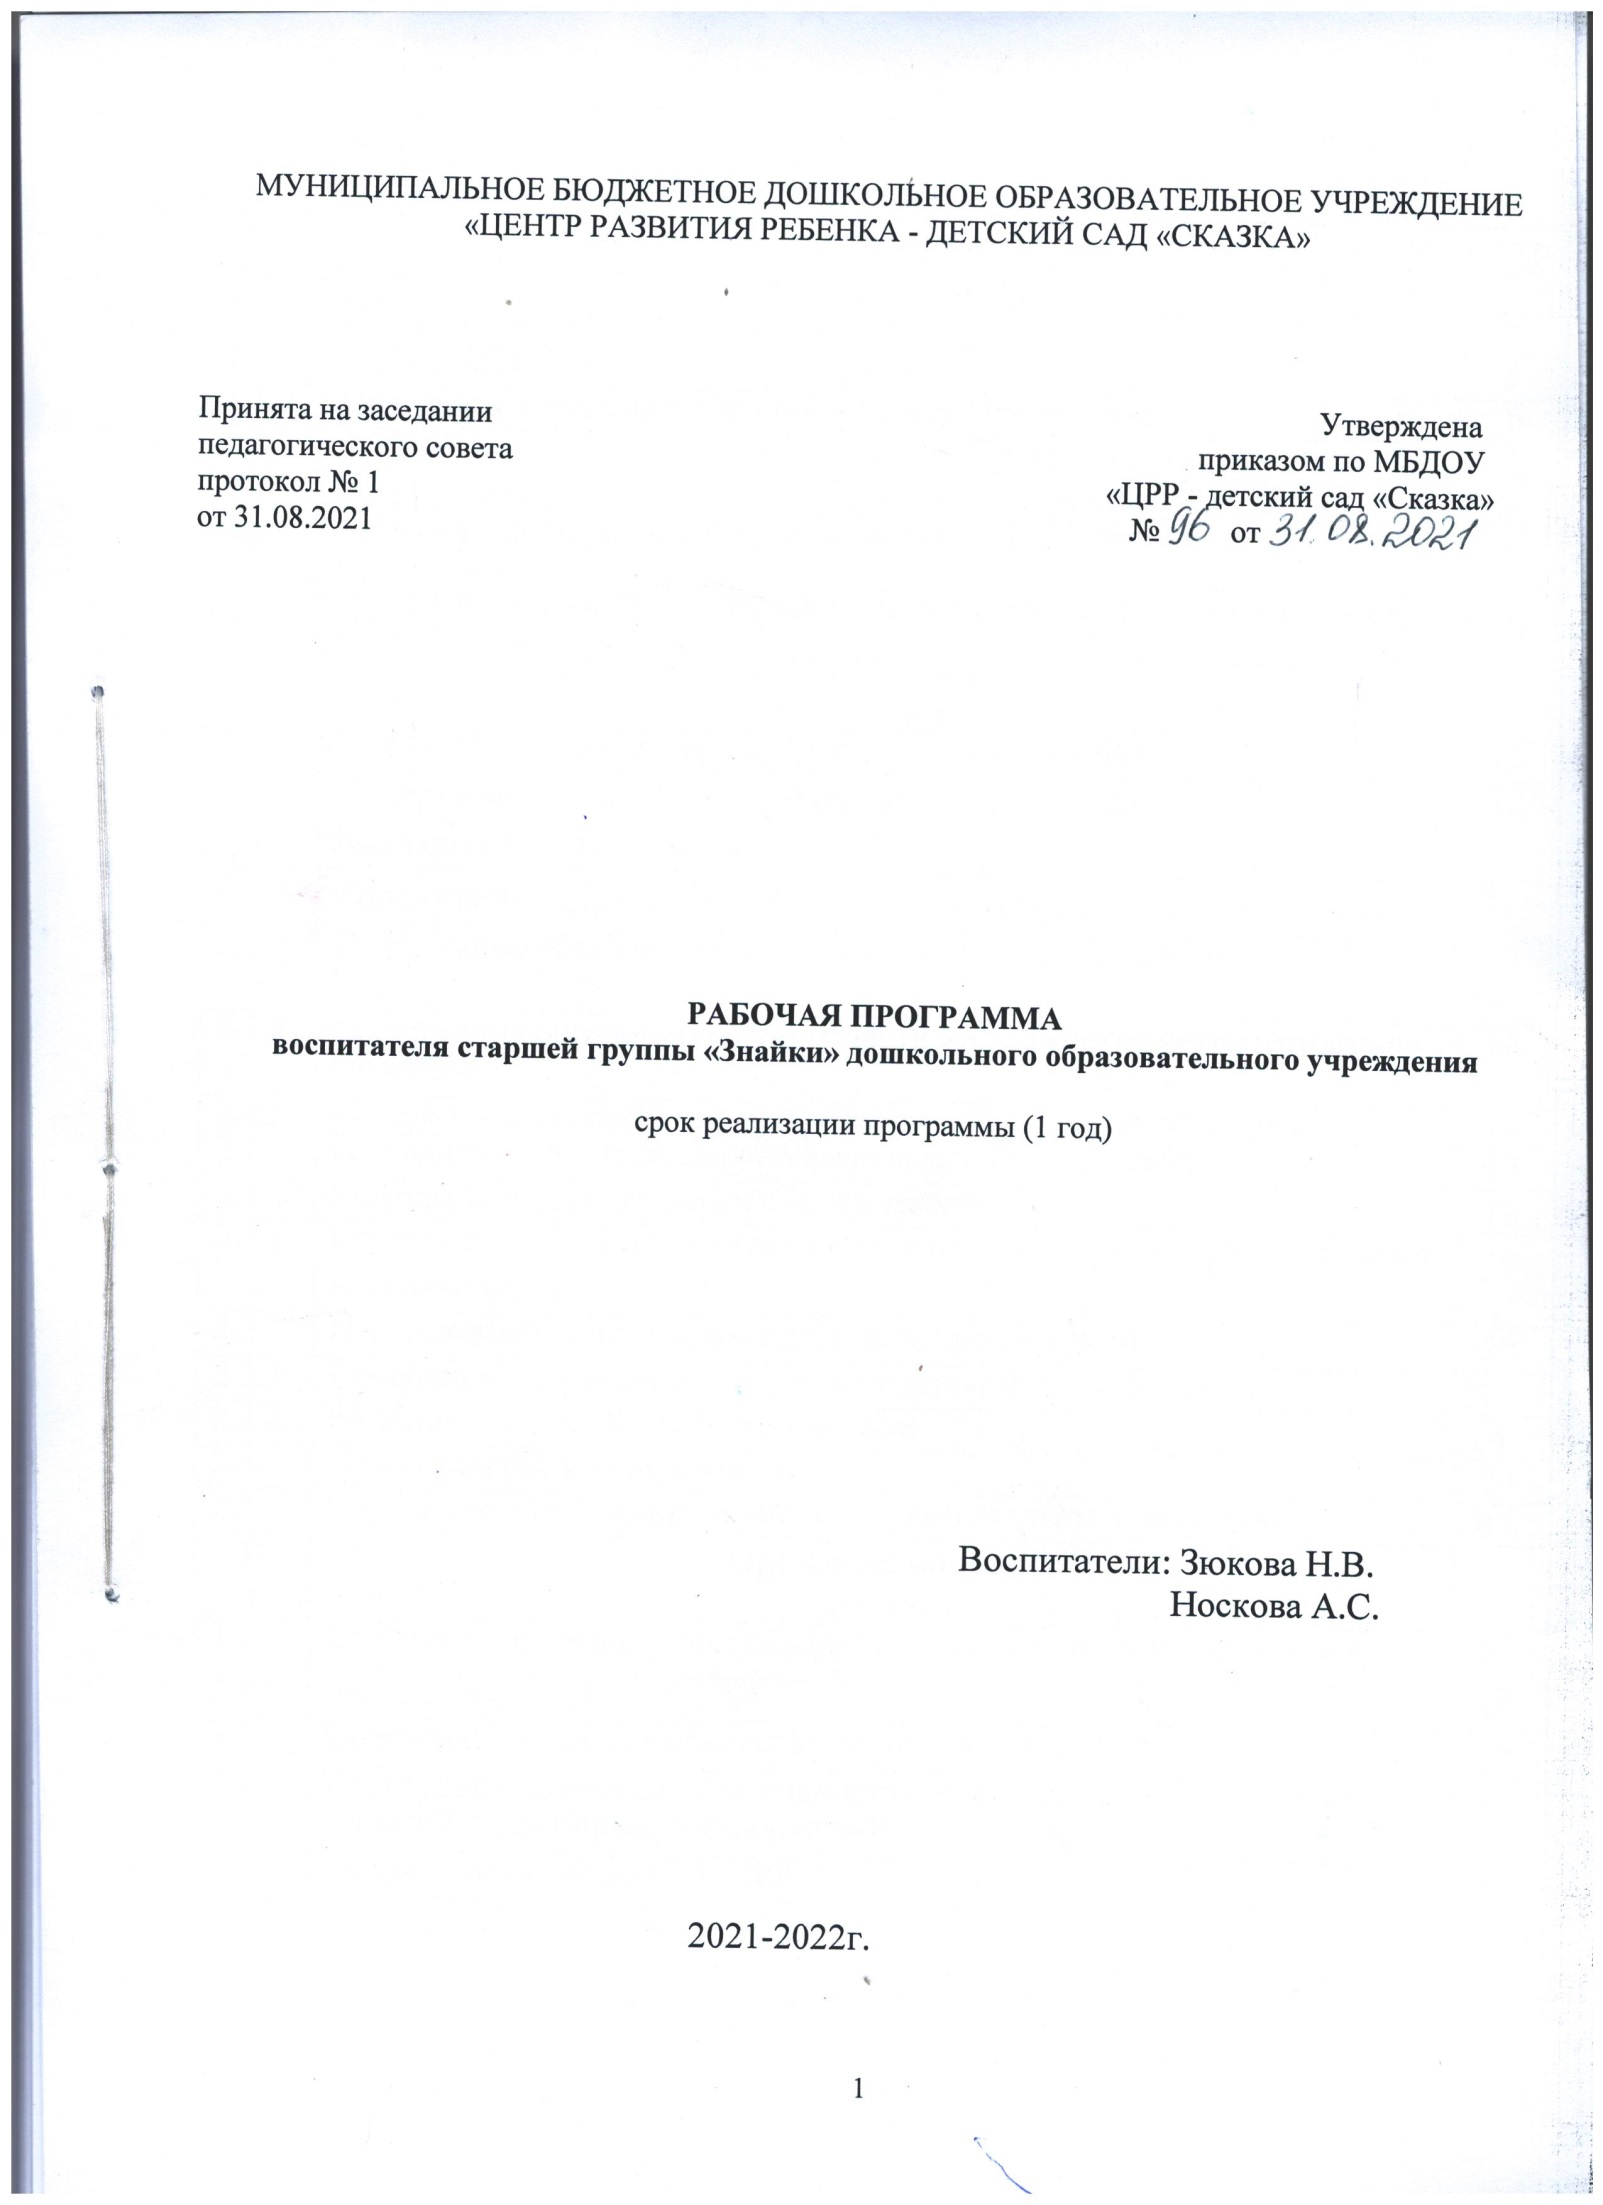 МУНИЦИПАЛЬНОЕ БЮДЖЕТНОЕ ДОШКОЛЬНОЕ ОБРАЗОВАТЕЛЬНОЕ УЧРЕЖДЕНИЕ
«ЦЕНТР РАЗВИТИЯ РЕБЕНКА - ДЕТСКИЙ САД «СКАЗКА»
Принята на заседании
педагогического совета
протокол № 1
от 31.08.2021
Утверждена
приказом по МБДОУ
«ЦРР - детский сад «Сказка»
№ 96 от 31.08.2021
РАБОЧАЯ ПРОГРАММА
воспитателя старшей группы «Знайки» дошкольного образовательного учреждения
срок реализации программы (1 год)
Воспитатели: Зюкова Н.В.
Носкова А.С.
2021-2022г.
1